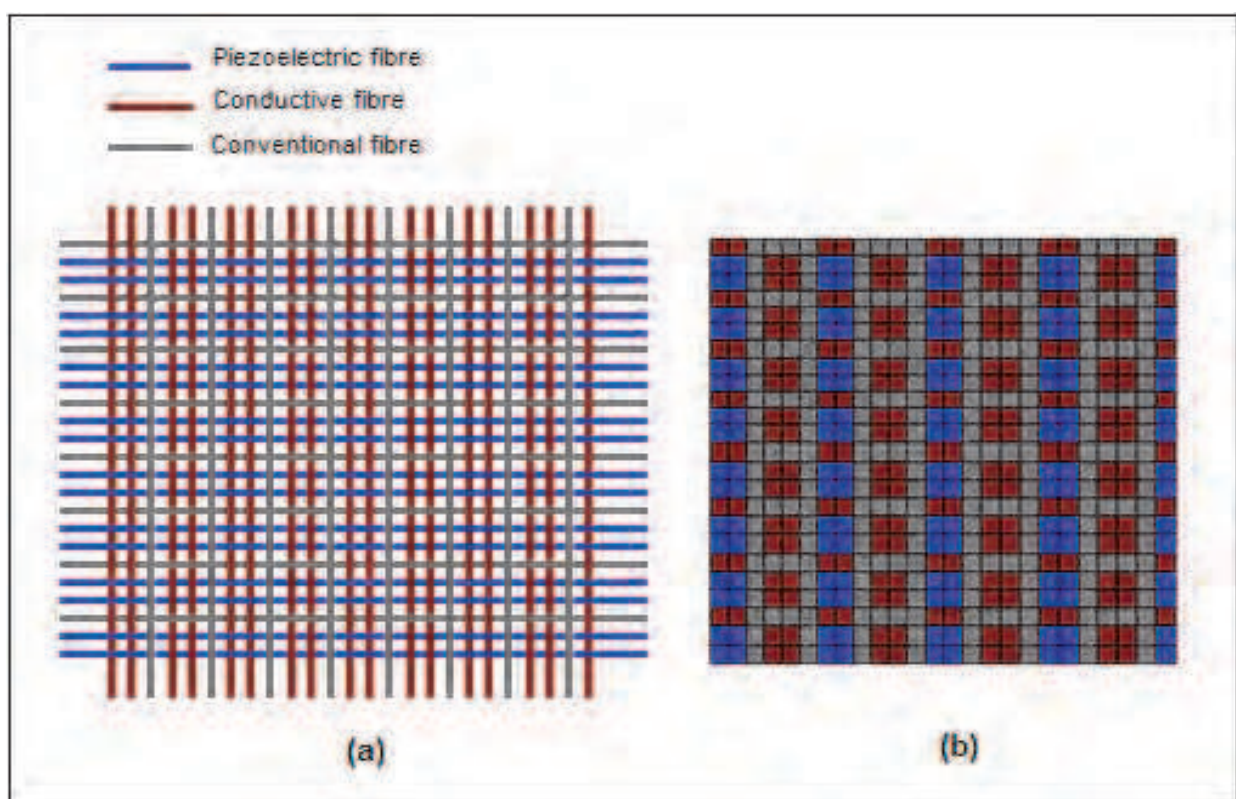 Piezoelectric fibre
Conductive fibre
Conventional fibre
(a)
(b)